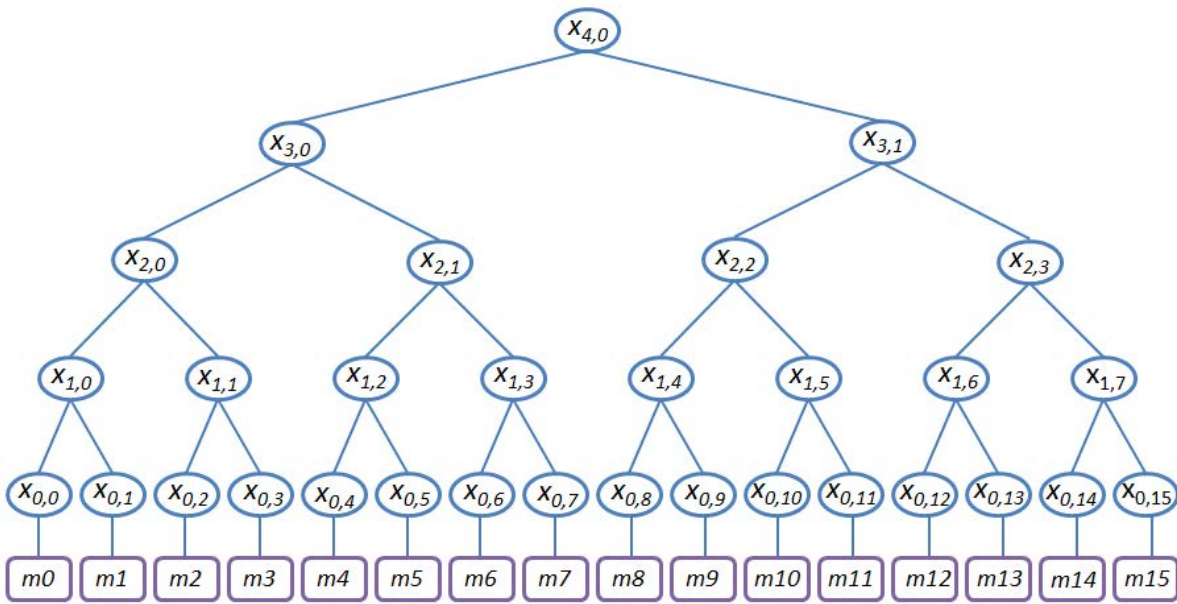 x4,0
x3,0 x3,1
x2,0 x2,1 x2,2 x2,3
x1,0 x1,1 x1,2 x1,3 x1,4 x1,5 x1,6 x1,7
x0,0 x0,1 x0,2 x0,3 x0,4 x0,5 x0,6 x0,7 x0,8 x0,9 x0,10 x0,11 x0,12 x0,13 x0,14 x0,15
m0 m1 m2 m3 m4 m5 m6 m7 m8 m9 m10 m11 m12 m13 m14 m15